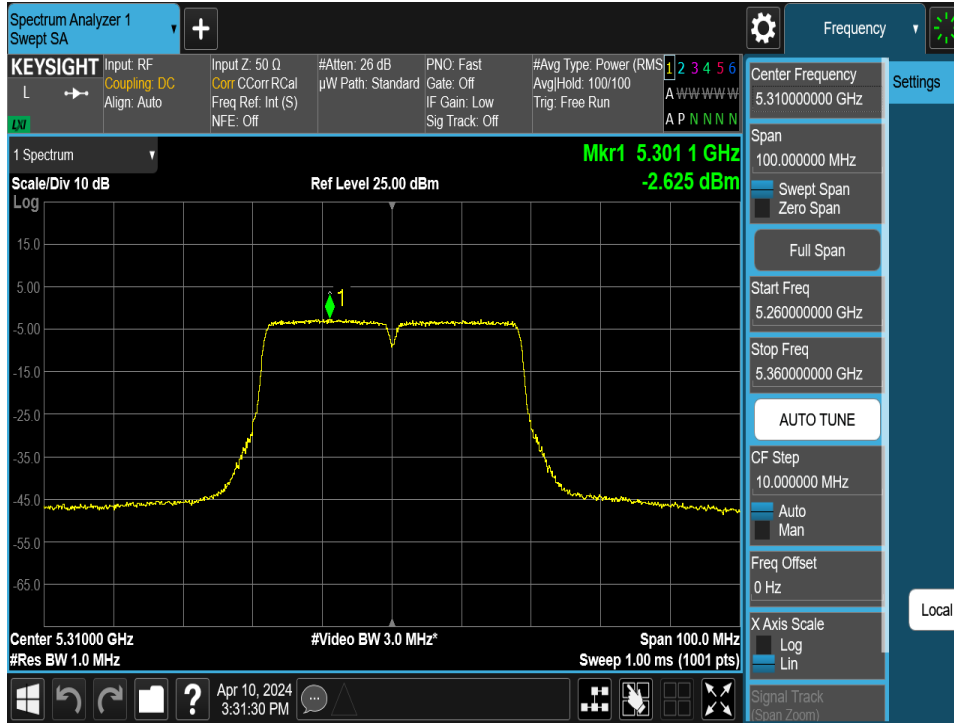 Spectrum Analyzer 1
Swept SA
+
Frequency
KEYSIGHT
L
LXI
Input: RF
Coupling: DC
Align: Auto
Input Z: 50 Ω
Corr CCorr RCal
Freq Ref: Int (S)
NFE: Off
#Atten: 26 dB
µW Path: Standard
PNO: Fast
Gate: Off
IF Gain: Low
Sig Track: Off
#Avg Type: Power (RMS
Avg|Hold: 100/100
Trig: Free Run
1 2 3 4 5 6
A W W W W W
A P N N N N
1 Spectrum
Scale/Div 10 dB
Ref Level 25.00 dBm
Mkr1 5.301 1 GHz
-2.625 dBm
Log
15.0
5.00
-5.00
-15.0
-25.0
-35.0
-45.0
-55.0
-65.0
1
Center 5.31000 GHz
#Res BW 1.0 MHz
#Video BW 3.0 MHz*
Span 100.0 MHz
Sweep 1.00 ms (1001 pts)
Center Frequency
5.310000000 GHz
Span
100.000000 MHz
Swept Span
Zero Span
Full Span
Start Freq
5.260000000 GHz
Stop Freq
5.360000000 GHz
AUTO TUNE
CF Step
10.000000 MHz
Auto
Man
Freq Offset
0 Hz
X Axis Scale
Log
Lin
Signal Track
(Span Zoom)
Settings
Local
?
Apr 10, 2024
3:31:30 PM